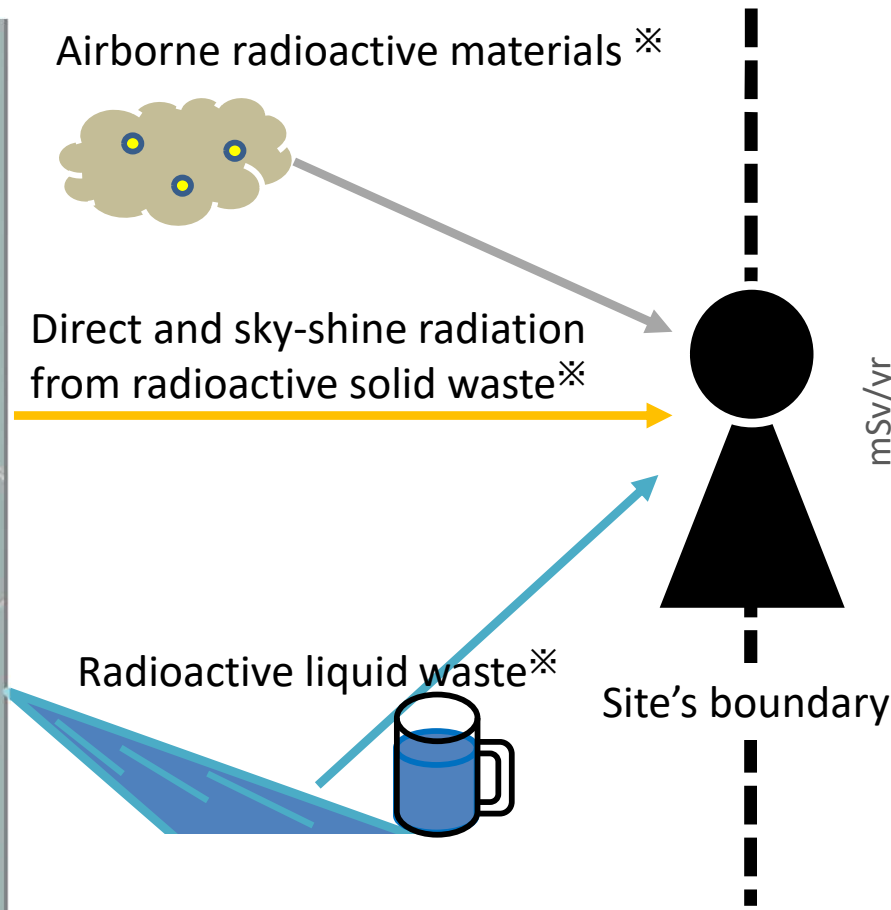 Airborne radioactive materials ※
Direct and sky-shine radiation
from radioactive solid waste※
mSv/yr
Radioactive liquid waste※
Site's boundary